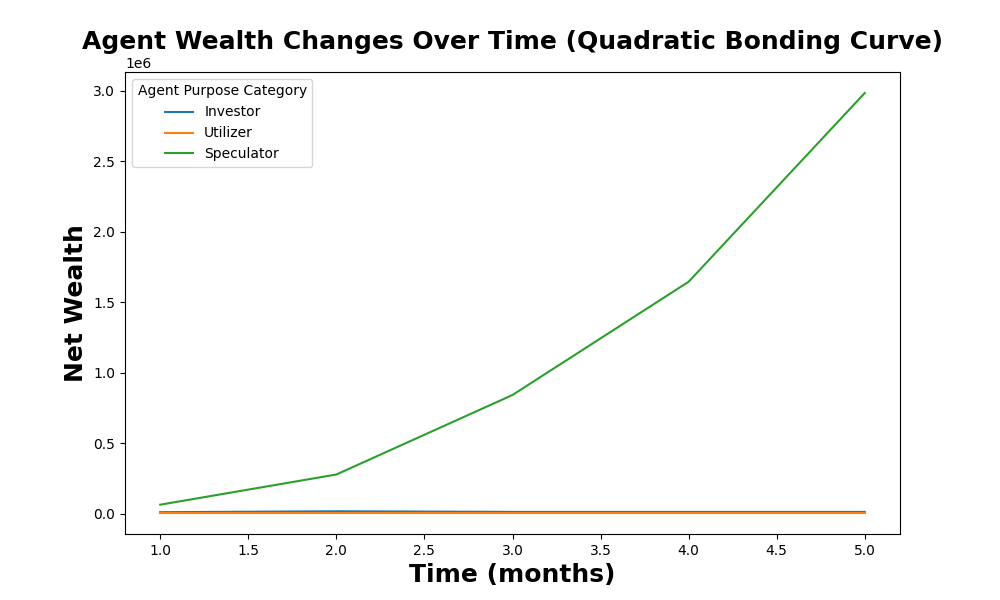 Agent Wealth Changes Over Time (Quadratic Bonding Curve)
1e6
Agent Purpose Category
Investor
Utilizer
Speculator
3.0
2.5
2.0
1.5
1.0
0.5
0.0
Net Wealth
1.0 1.5 2.0 2.5 3.0 3.5 4.0 4.5 5.0
Time (months)